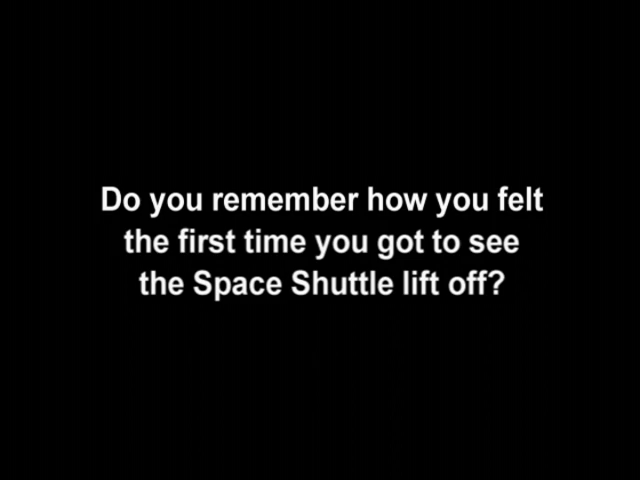 Do you remember how you felt
the first time you got to see
the Space Shuttle lift off?